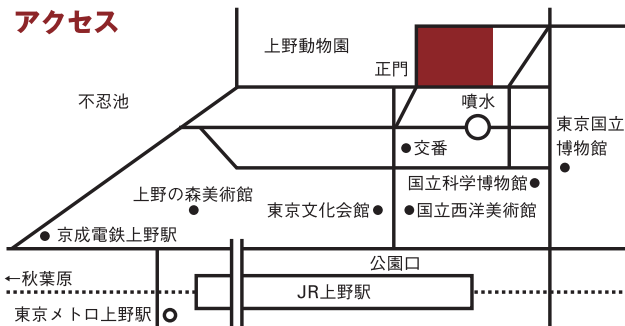 アクセス
上野動物園
正門
不忍池
噴水
東京国立
博物館
交番
国立科学博物館
上野の森美術館
東京文化会館
国立西洋美術館
京成電鉄上野駅
公園口
←秋葉原
JR上野駅
東京メトロ上野駅